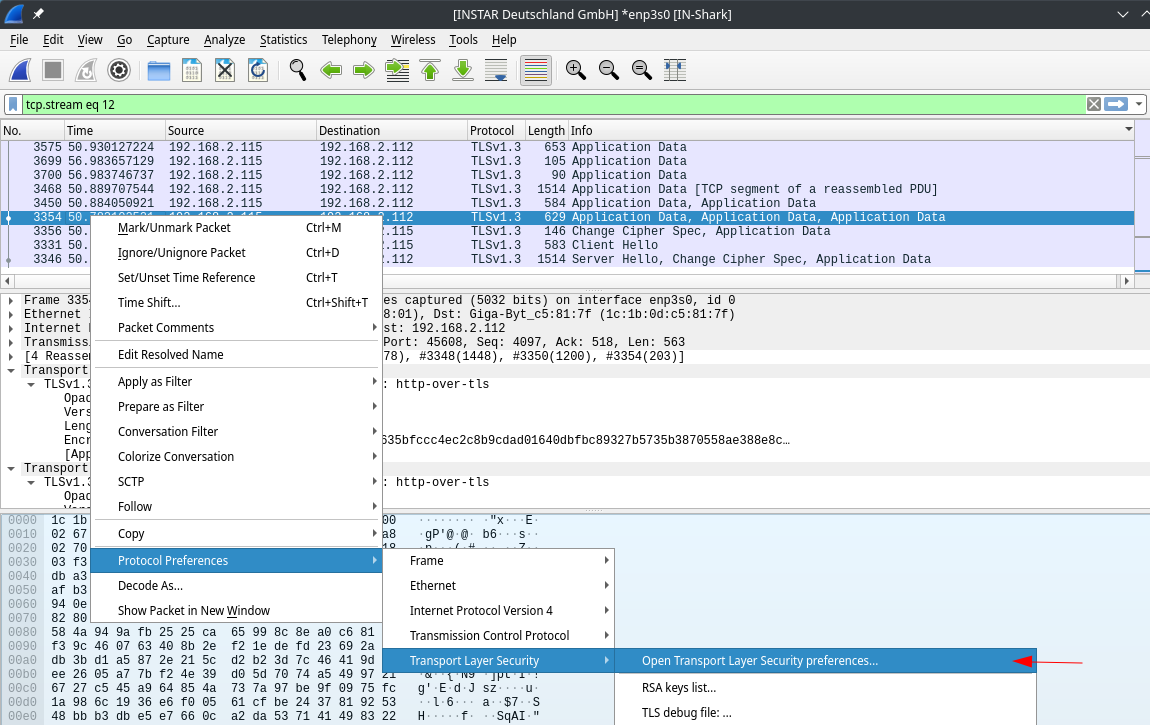 [INSTAR Deutschland GmbH] *enp3s0 [IN-Shark]
File Edit View Go Capture Analyze Statistics Telephony Wireless Tools Help
tcp.stream eq 12
No. Time Source Destination Protocol Length Info
3575 50.930127224 192.168.2.115 192.168.2.112 TLSv1.3 653 Application Data
3699 56.983657129 192.168.2.115 192.168.2.112 TLSv1.3 105 Application Data
3700 56.983746737 192.168.2.115 192.168.2.112 TLSv1.3 90 Application Data
3468 50.889707544 192.168.2.115 192.168.2.112 TLSv1.3 1514 Application Data [TCP segment of a reassembled PDU]
3450 50.884050921 192.168.2.115 192.168.2.112 TLSv1.3 584 Application Data, Application Data
3354 50. .112 TLSv1.3 629 Application Data, Application Data, Application Data
3356 50. .112 TLSv1.3 146 Change Cipher Spec, Application Data
3331 50. .112 TLSv1.3 583 Client Hello
3346 50. .112 TLSv1.3 1514 Server Hello, Change Cipher Spec, Application Data
Mark/Unmark Packet Ctrl+M
Ignore/Unignore Packet Ctrl+D
Set/Unset Time Reference Ctrl+T
Time Shift... Ctrl+Shift+T
Packet Comments
Edit Resolved Name
Apply as Filter
Prepare as Filter
Conversation Filter
Colorize Conversation
SCTP
Follow
Copy
Protocol Preferences
Decode As...
Show Packet in New Window
Frame 335 es captured (5032 bits) on interface enp3s0, id 0
Ethernet 8:01), Dst: Giga-Byt_c5:81:7f (1c:1b:0d:c5:81:7f)
Internet st: 192.168.2.112
Transmis Port: 45608, Seq: 4097, Ack: 518, Len: 563
[4 Reasse 78), #3348(1448), #3350(1200), #3354(203)]
Transport
TLSv1. : http-over-tls
Opa
Vers
Leng
Encr 635bfccc4ec2c8b9cdad01640dbfbc89327b5735b3870558ae388e8c…
[App
Transport
TLSv1. : http-over-tls
Opa
Frame
Ethernet
Internet Protocol Version 4
Transmission Control Protocol
Transport Layer Security
Open Transport Layer Security preferences...
RSA keys list...
TLS debug file: ...
0000 1c 1b 00 ········ ·"x···E·
0010 02 67 a8 ·gP'@·@· b6···s··
0020 02 70
0030 03 f3
0040 db a3
0050 af b3
0060 94 0e
0070 82 80
0080 58 4a 94 9a fb 25 25 ca 65 99 8c 8e a0 c6 81
0090 f3 9c 46 07 63 40 8b 2e f2 1e de fd 23 69 2a
00a0 db 3b d1 a5 87 2e 21 5c d2 b2 3d 7c 46 41 9d
00b0 ee 26 05 a7 7b f2 4e 39 d0 5d 70 74 a5 49 97 21
00c0 67 27 c5 45 a9 64 85 4a 73 7a 97 be 9f 09 75 fc g'·E·d·J sz····u·
00d0 1a 98 6c 19 36 e6 f0 05 61 cf be 24 37 81 92 53 ··l·6··· a··$7··S
00e0 48 bb b3 db e5 e7 66 0c a2 da 53 71 41 49 83 22 H·····f· ··SqAI·"